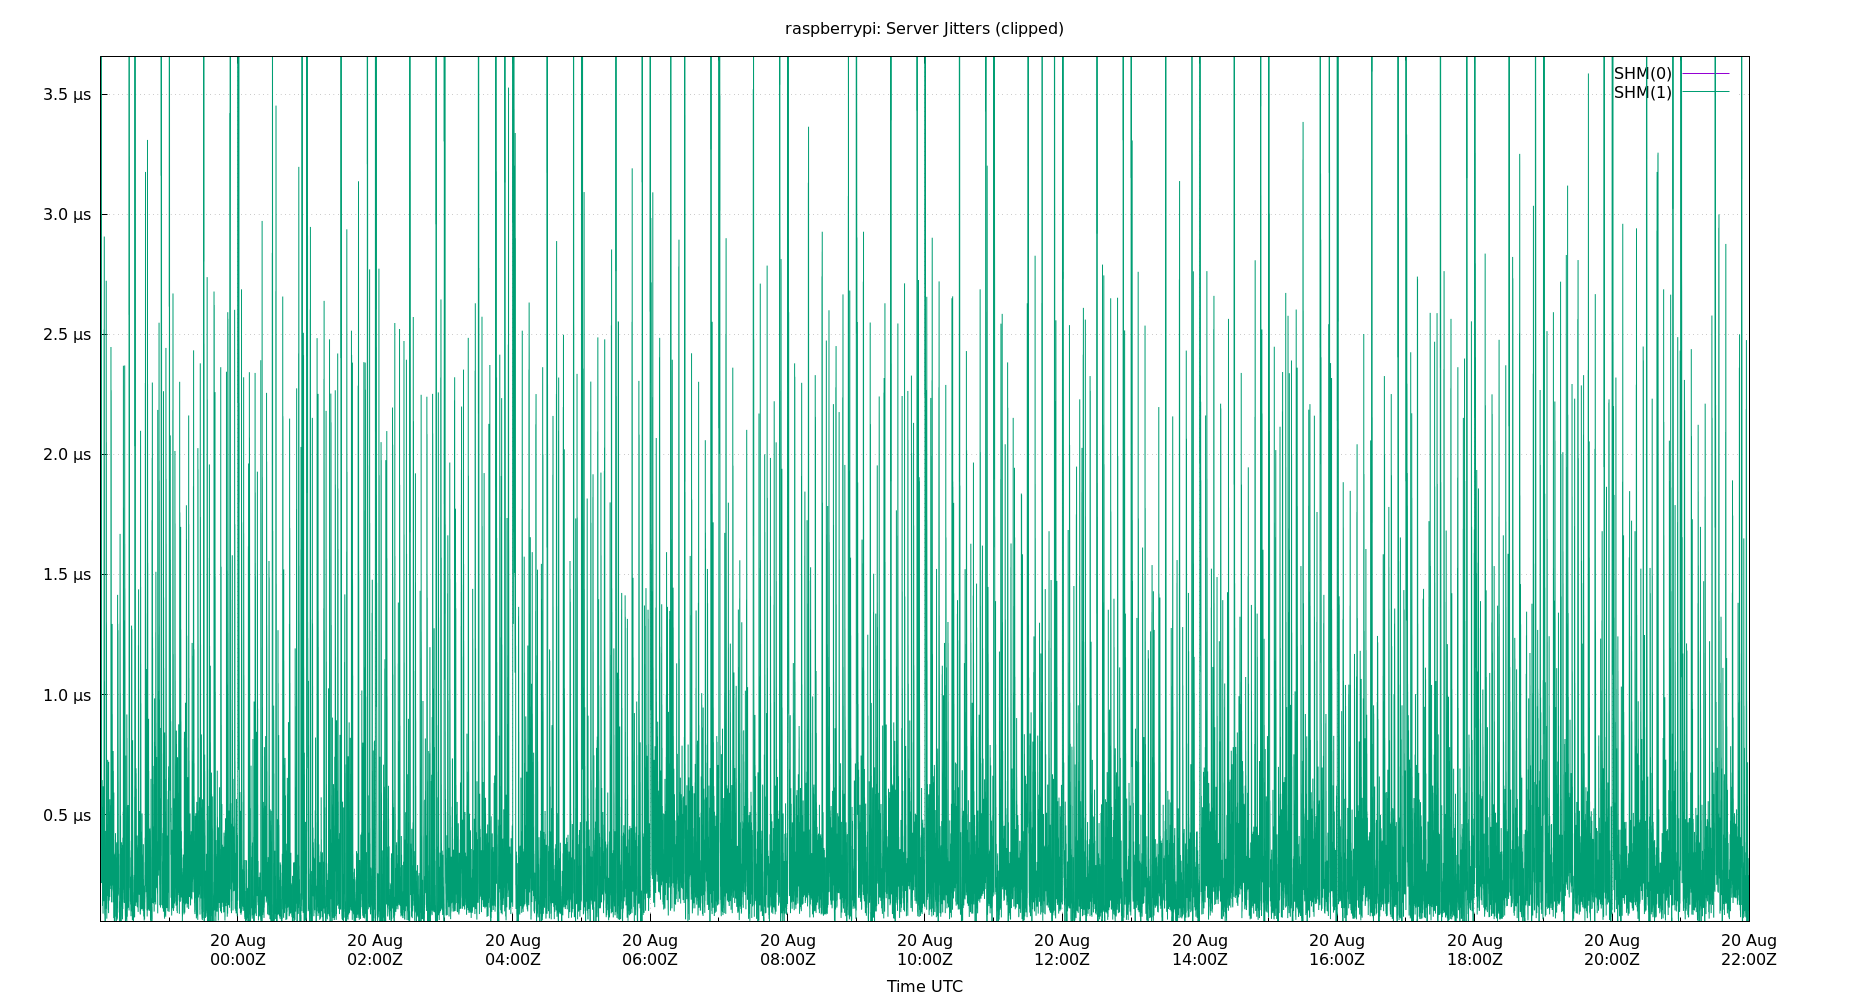 raspberrypi: Server Jitters (clipped)
SHM(0)
SHM(1)
3.5 µs
3.0 µs
2.5 µs
2.0 µs
1.5 µs
1.0 µs
0.5 µs
20 Aug 20 Aug 20 Aug 20 Aug 20 Aug 20 Aug 20 Aug 20 Aug 20 Aug 20 Aug 20 Aug 20 Aug
00:00Z 02:00Z 04:00Z 06:00Z 08:00Z 10:00Z 12:00Z 14:00Z 16:00Z 18:00Z 20:00Z 22:00Z
Time UTC